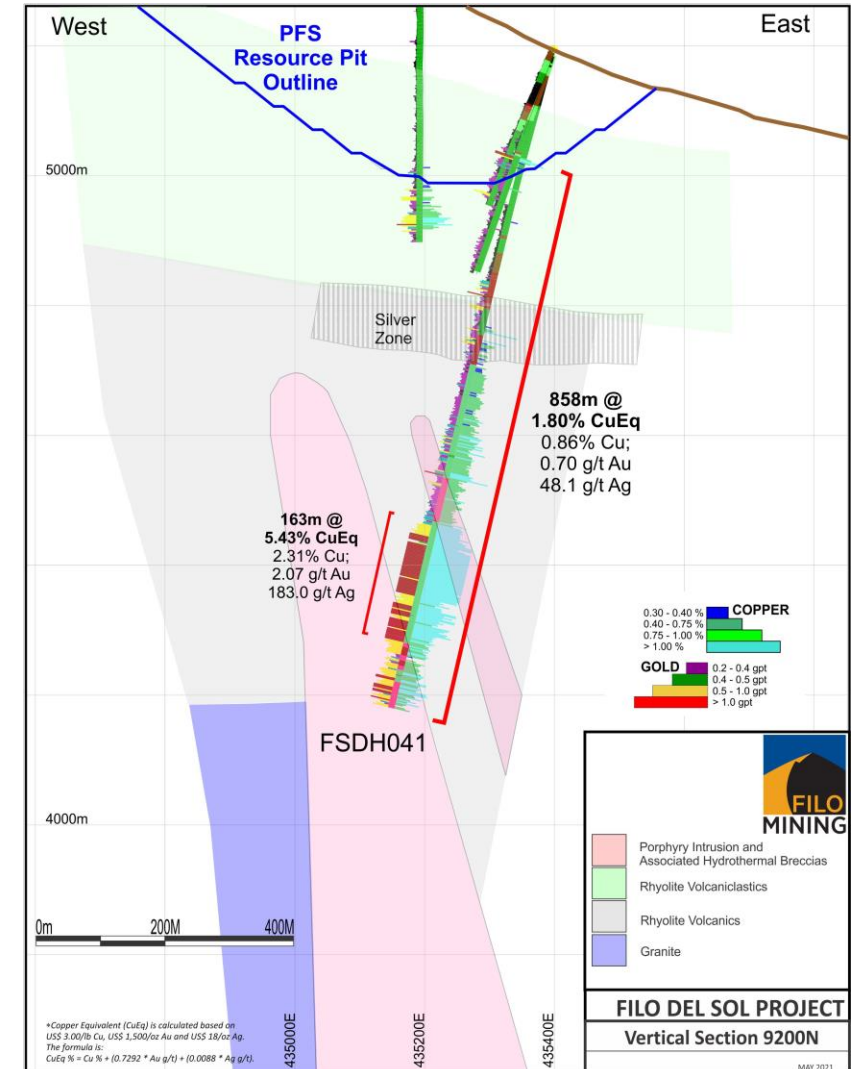 West
East
PFS
Resource Pit
Outline
5000m
Silver
Zone
858m @
1.80% CuEq
0.86% Cu;
0.70 g/t Au
48.1 g/t Ag
163m @
5.43% CuEq
2.31% Cu;
2.07 g/t Au
183.0 g/t Ag
COPPER
0.30 - 0.40 %
0.40 - 0.75 %
0.75 - 1.00 %
> 1.00 %
GOLD
0.2 - 0.4 gpt
0.4 - 0.5 gpt
0.5 - 1.0 gpt
> 1.0 gpt
FSDH041
FILO
MINING
4000m
Porphyry Intrusion and
Associated Hydrothermal Breccias
Rhyolite Volcaniclastics
Rhyolite Volcanics
Granite
0m
200M
400M
435000E
435200E
435400E
*Copper Equivalent (CuEq) is calculated based on
US$ 3.00/lb Cu, US$ 1,500/oz Au and US$ 18/oz Ag.
The formula is:
CuEq % = Cu % + (0.7292 * Au g/t) + (0.0088 * Ag g/t).
FILO DEL SOL PROJECT
Vertical Section 9200N
MAY 2021